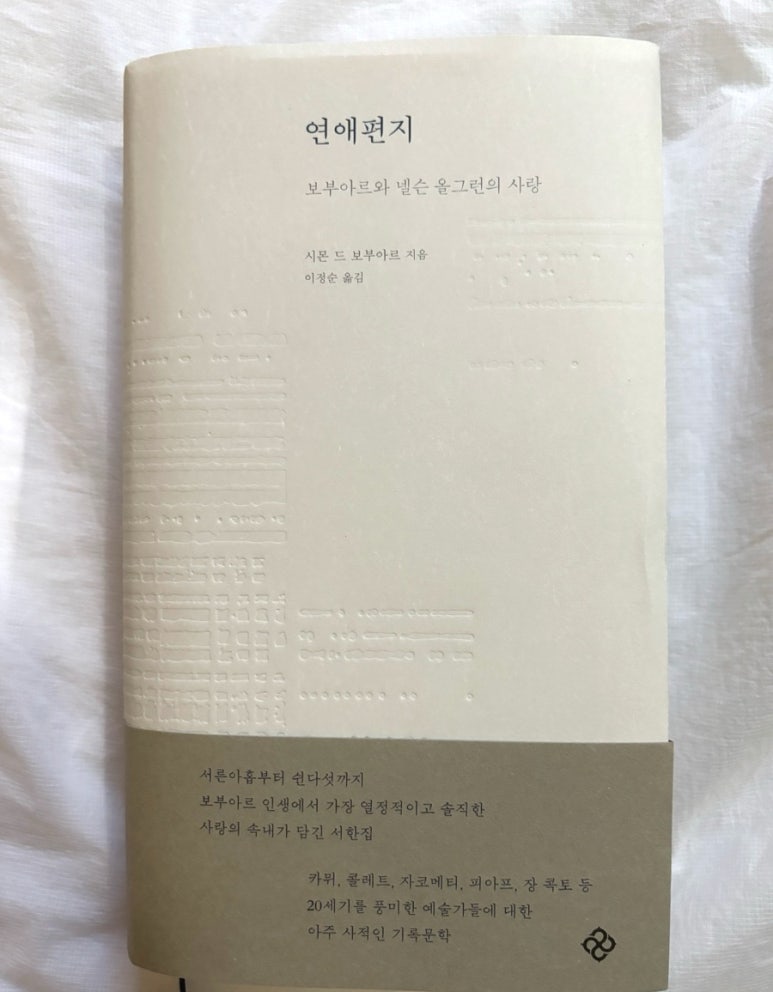 연애편지
보부아르와 넬슨 올그런의 사랑
시몬 드 보부아르 지음
이정순 옮김
서른아홉부터 쉰다섯까지
보부아르 인생에서 가장 열정적이고 솔직한
사랑의 속내가 담긴 서한집
카뮈, 콜레트, 자코메티, 피아프, 장 콕토 등
20세기를 풍미한 예술가들에 대한
아주 사적인 기록문학